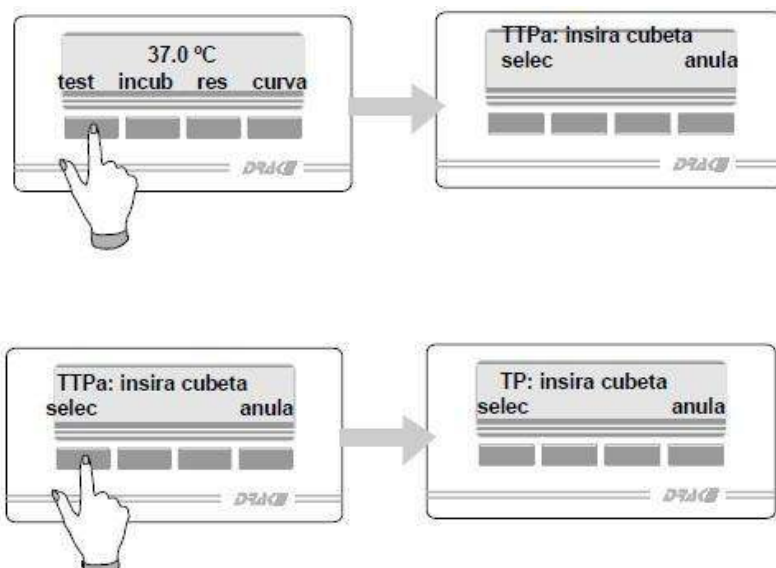 37.0 ºC
test incub res curva
DRAKE
TTPa: insira cubeta
selec anula
DRAKE
TTPa: insira cubeta
selec anula
DRAKE
TP: insira cubeta
selec anula
DRAKE